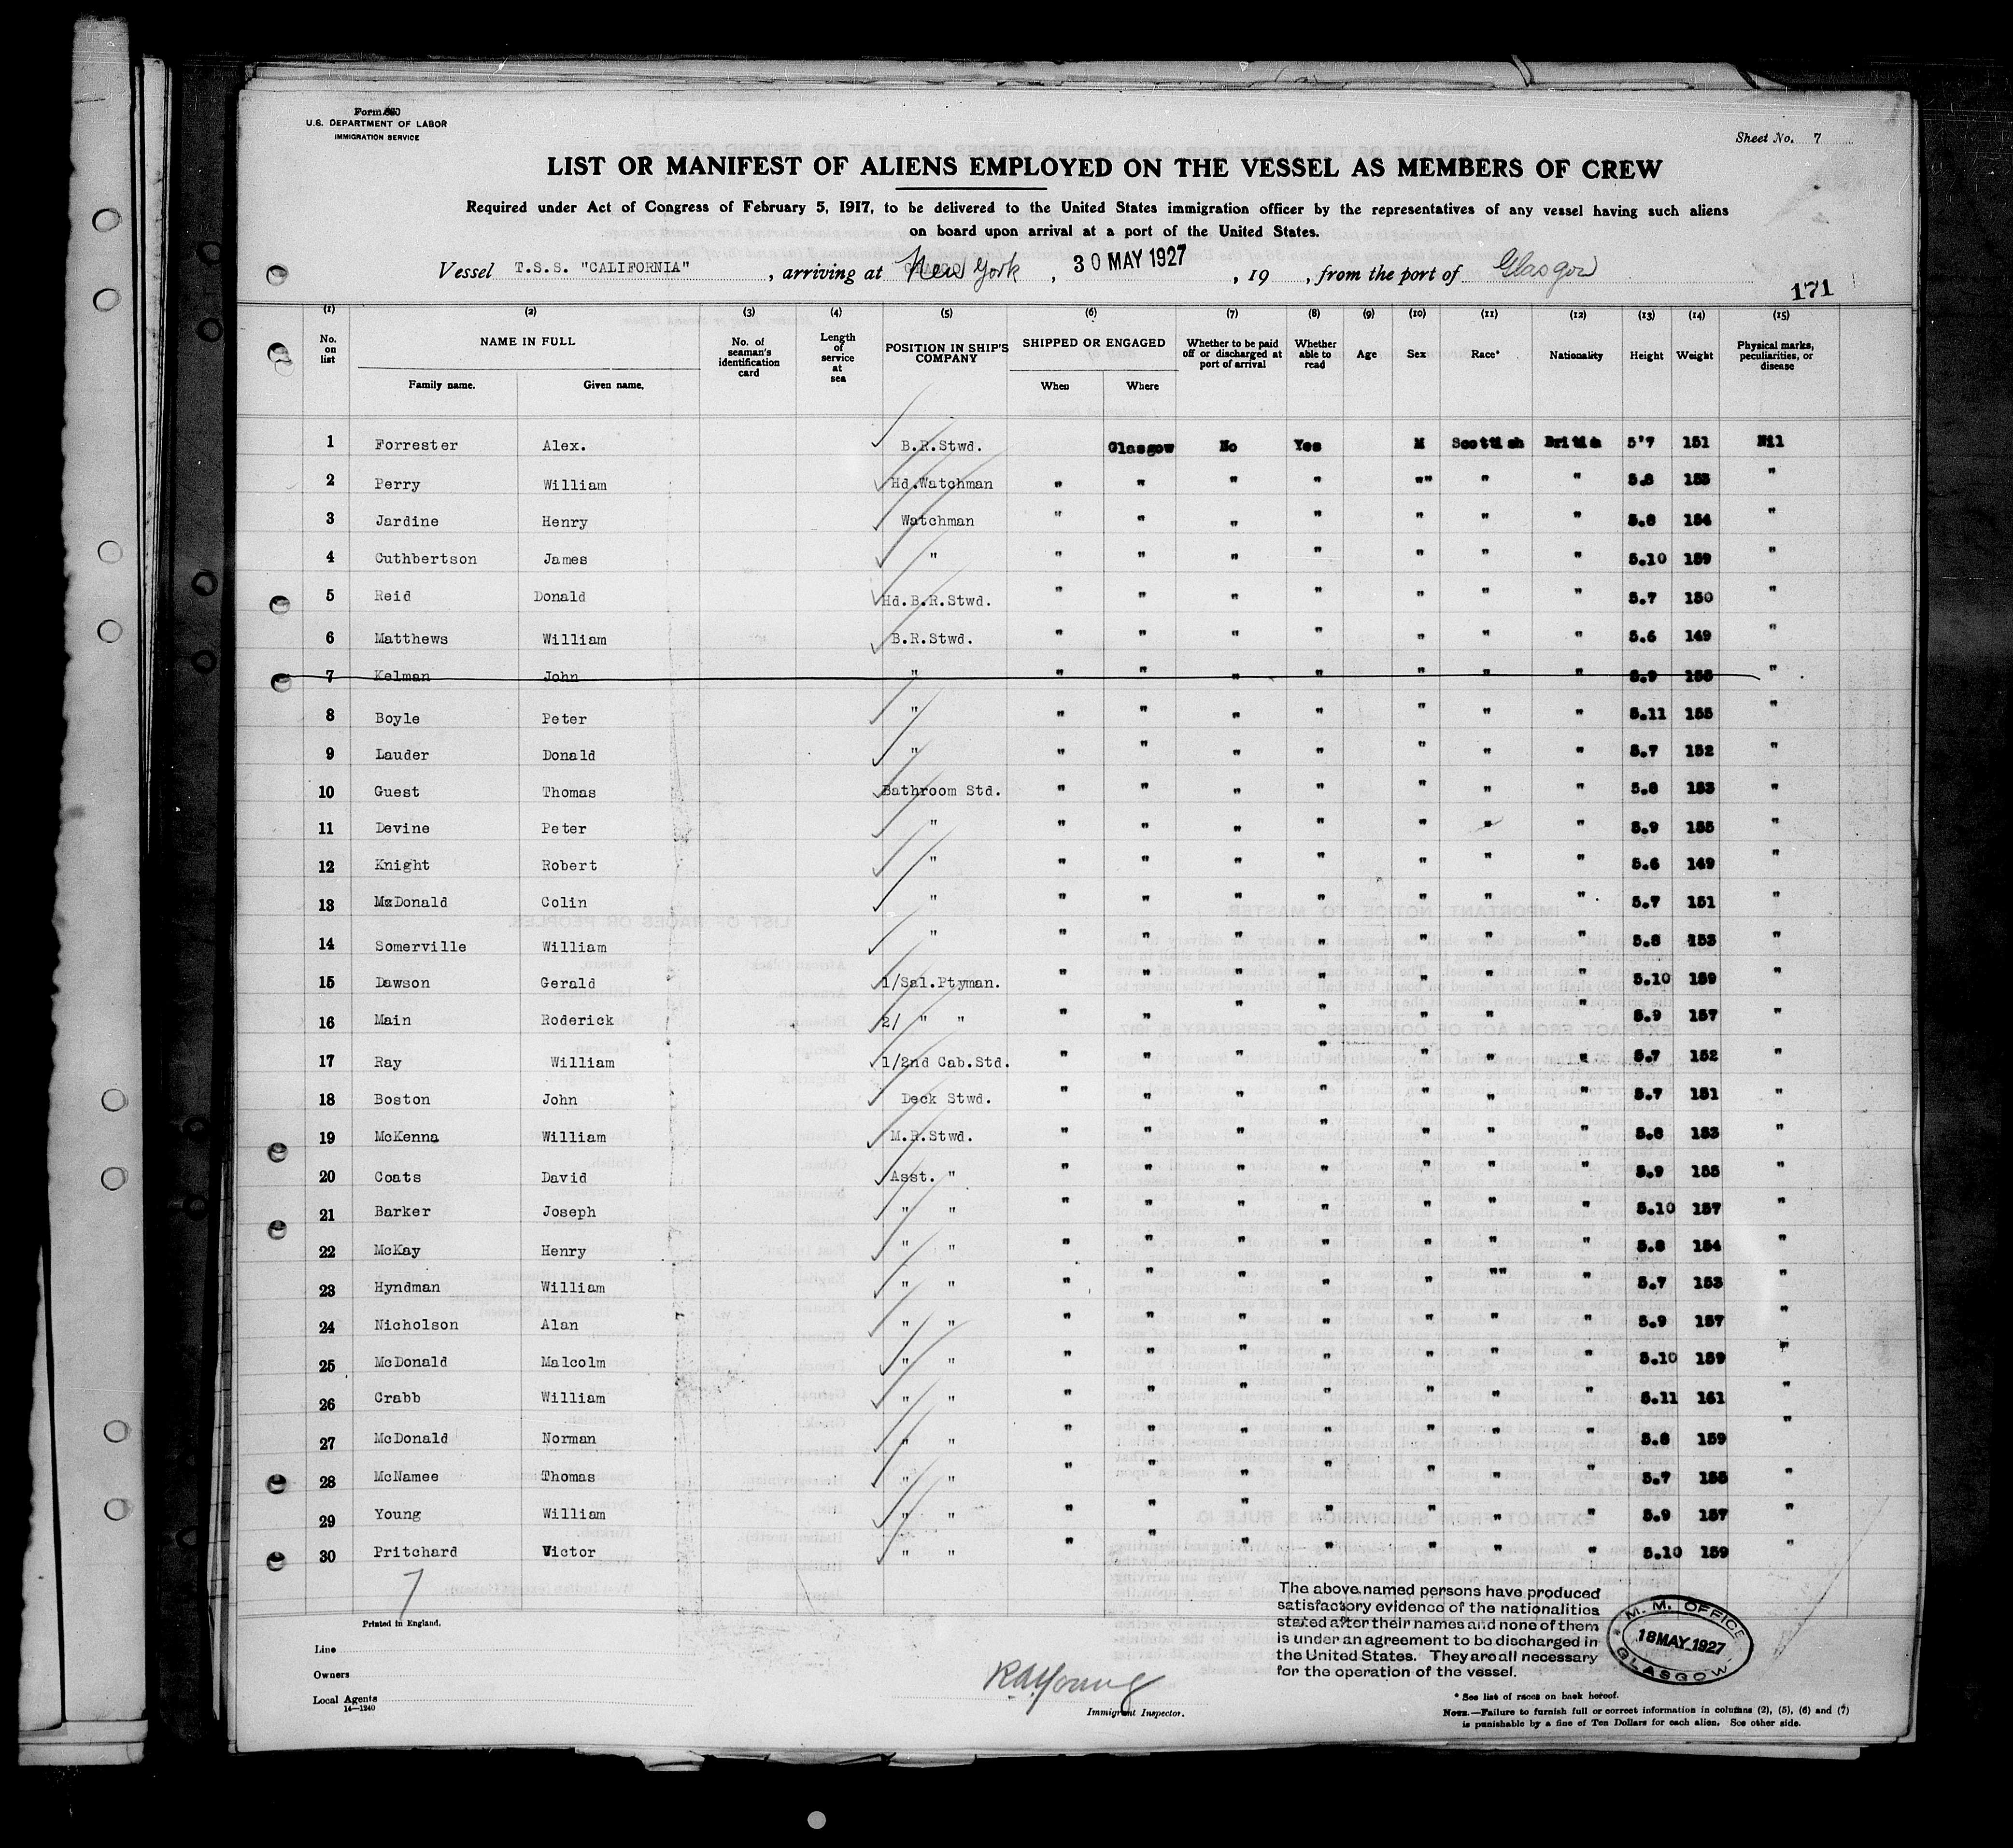 Form 680
U.S. DEPARTMENT OF LABOR
IMMIGRATION SERVICE
Sheet No. 7
LIST OR MANIFEST OF ALIENS EMPLOYED ON THE VESSEL AS MEMBERS OF CREW
Required under Act of Congress of February 5, 1917, to be delivered to the United States immigration officer by the representatives of any vessel having such aliens
on board upon arrival at a port of the United States.
Vessel T.S.S. "CALIFORNIA", arriving at New York, 30 MAY 1927, 19 , from the port of Glasgow
171
(1) (2) (3) (4) (5) (6) (7) (8) (9) (10) (11) (12) (13) (14) (15)
No. on list NAME IN FULL Family name. Given name. No. of seaman's identification card Length of service at sea POSITION IN SHIP'S COMPANY SHIPPED OR ENGAGED When Where Whether to be paid off or discharged at port of arrival Whether able to read Age Sex Race* Nationality Height Weight Physical marks, peculiarities, or disease
1 Forrester Alex. B.R.Stwd. Glasgow No Yes M Scottish British 5'7 151 Nil
2 Perry William Hd.Watchman " " " " "" " " 5.8 153 "
3 Jardine Henry Watchman " " " " " " " 5.8 154 "
4 Cuthbertson James " " " " " " " " 5.10 159 "
5 Reid Donald Hd.B.R.Stwd. " " " " " " " 5.7 150 "
6 Matthews William B.R.Stwd. " " " " " " " 5.6 149 "
7 Kelman John " " " " " " " " 5.9 "
8 Boyle Peter " " " " " " " " 5.11 155 "
9 Lauder Donald " " " " " " " " 5.7 152 "
10 Guest Thomas Bathroom Std. " " " " " " " 5.8 153 "
11 Devine Peter " " " " " " " " 5.9 155 "
12 Knight Robert " " " " " " " " 5.6 149 "
13 McDonald Colin " " " " " " " " 5.7 151 "
14 Somerville William " " " " " " " " 5.8 153 "
15 Dawson Gerald 1/Sal.Ptyman. " " " " " " " 5.10 159 "
16 Main Roderick 2/ " " " " " " " " " 5.9 157 "
17 Ray William 1/2nd Cab.Std. " " " " " " " 5.7 152 "
18 Boston John Deck Stwd. " " " " " " " 5.7 151 "
19 McKenna William M.R.Stwd. " " " " " " " 5.8 153 "
20 Coats David Asst. " " " " " " " " 5.9 155 "
21 Barker Joseph " " " " " " " " " 5.10 157 "
22 McKay Henry " " " " " " " " " 5.8 154 "
23 Hyndman William " " " " " " " "" " 5.7 153 "
24 Nicholson Alan " " " " " " " " " 5.9 157 "
25 McDonald Malcolm " " " " " " " " " 5.10 159 "
26 Crabb William " " " " " " " " " 5.11 161 "
27 McDonald Norman " " " " " " " " " 5.8 159 "
28 McNamee Thomas " " " " " " " " " 5.7 155 "
29 Young William " " " " " " " " " 5.9 157 "
30 Pritchard Victor " " " " " " " " " 5.10 159 "
7
Printed in England.
Line
Owners
Local Agents
14—1240
R A Young
Immigrant Inspector.
The above named persons have produced
satisfactory evidence of the nationalities
stated after their names and none of them
is under an agreement to be discharged in
the United States. They are all necessary
for the operation of the vessel.
M. M. OFFICE
18 MAY 1927
GLASGOW
* See list of races on back hereof.
NOTE.—Failure to furnish full or correct information in columns (2), (5), (6) and (7)
is punishable by a fine of Ten Dollars for each alien. See other side.